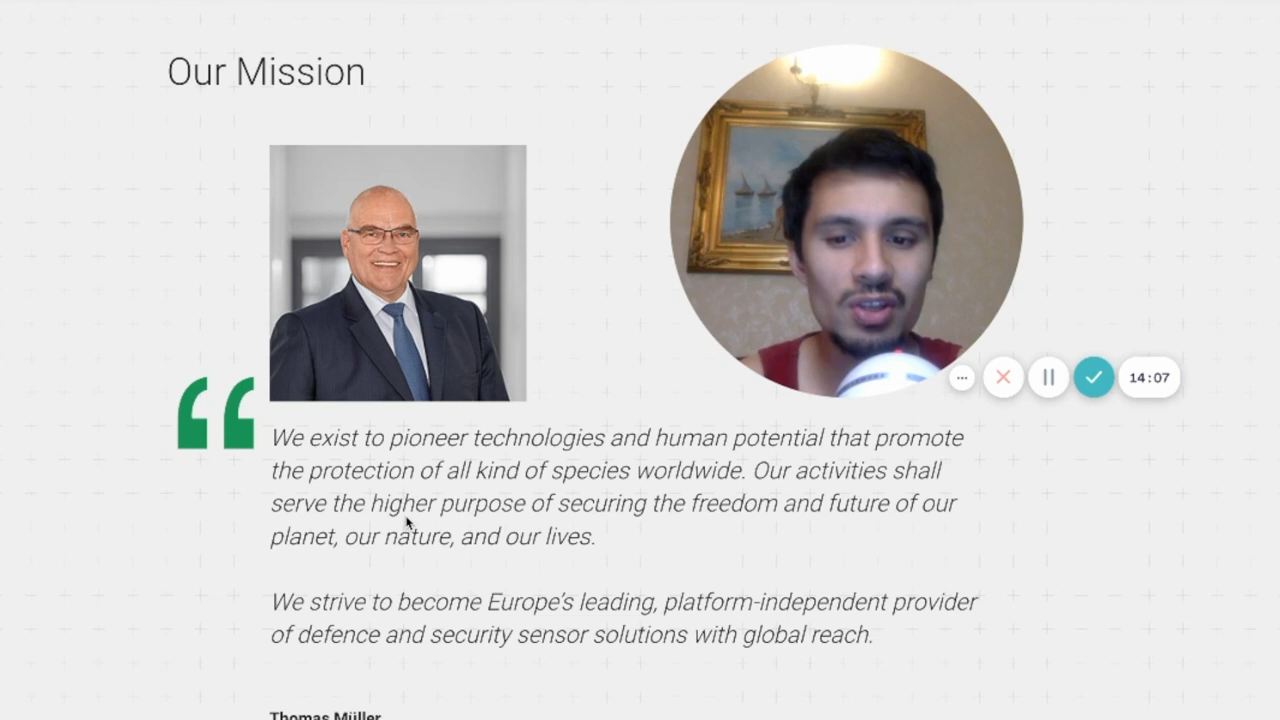 Our Mission
14:07
“
We exist to pioneer technologies and human potential that promote
the protection of all kind of species worldwide. Our activities shall
serve the higher purpose of securing the freedom and future of our
planet, our nature, and our lives.
We strive to become Europe’s leading, platform-independent provider
of defence and security sensor solutions with global reach.
Thomas Müller